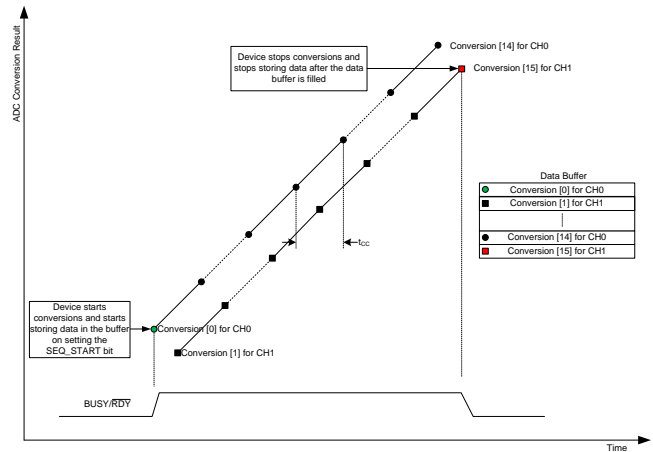 ADC Conversion Result
Conversion [14] for CH0
Device stops conversions and
stops storing data after the data
buffer is filled
Conversion [15] for CH1
Data Buffer
Conversion [0] for CH0
Conversion [1] for CH1
Conversion [14] for CH0
Conversion [15] for CH1
tCC
Device starts
conversions and starts
storing data in the buffer
on setting the
SEQ_START bit
Conversion [0] for CH0
Conversion [1] for CH1
BUSY/RDY
Time